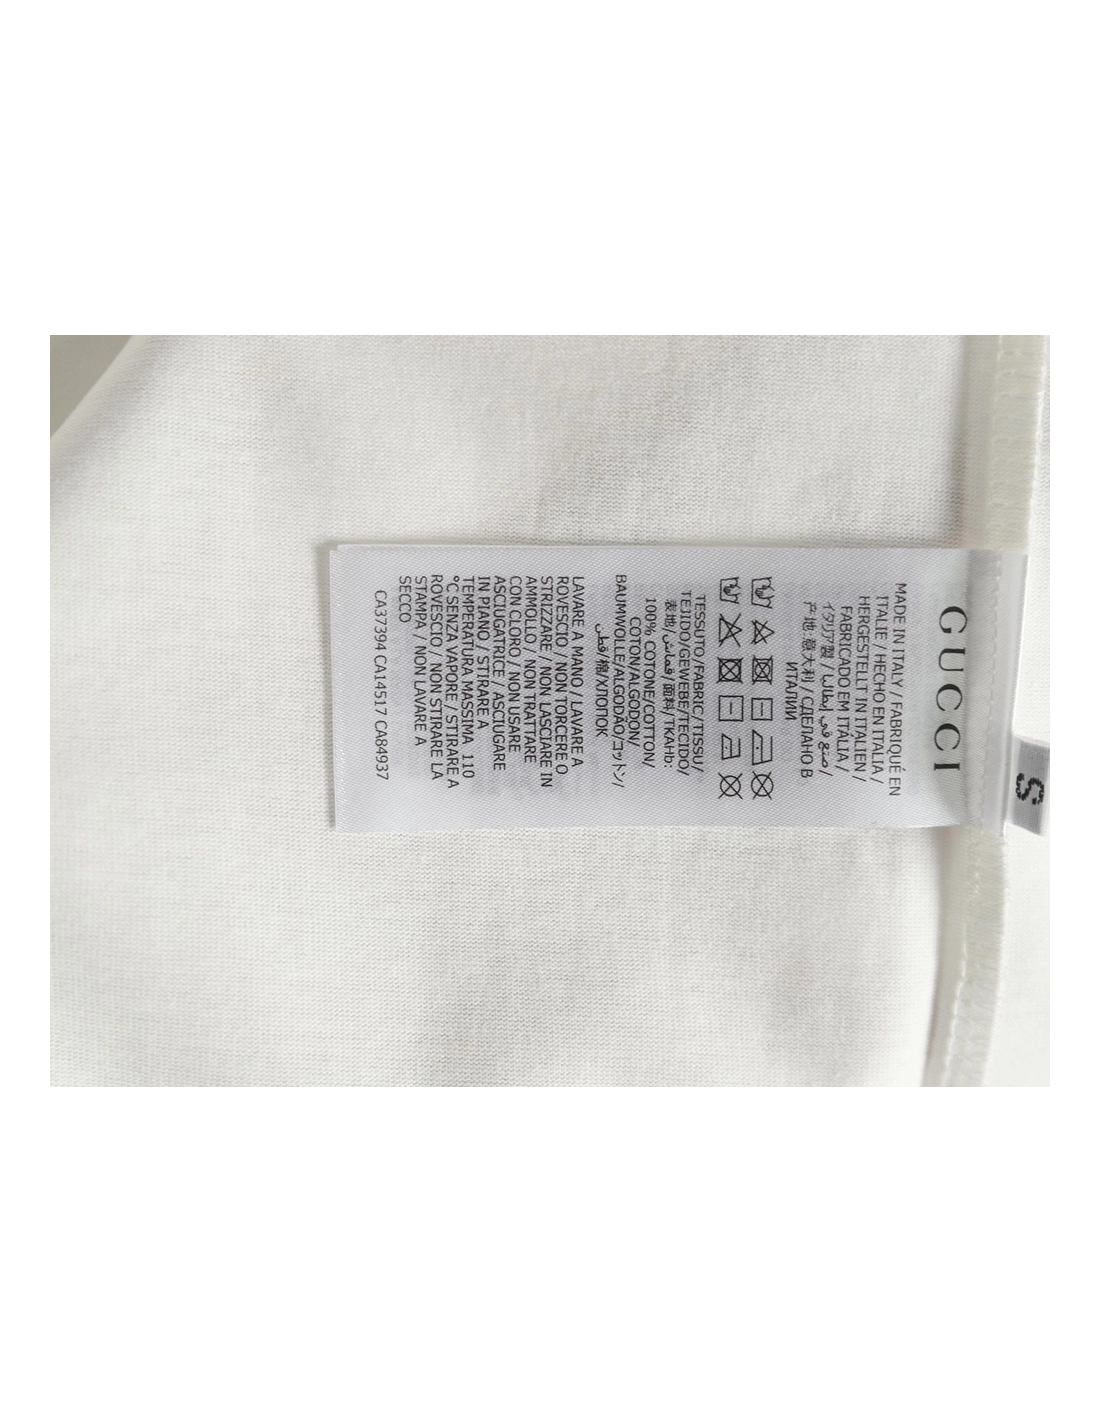 GUCCI
S
MADE IN ITALY / FABRIQUÉ EN
ITALIE / HECHO EN ITALIA /
HERGESTELLT IN ITALIEN /
FABRICADO EM ITALIA /
イタリア製 / صنع في إيطاليا /
产地:意大利 / СДЕЛАНО В
ИТАЛИИ
TESSUTO/FABRIC/TISSU/
TEJIDO/GEWEBE/TECIDO/
表地/قماش/面料/ТКАНЬ:
100% COTONE/COTTON/
COTON/ALGODON/
BAUMWOLLE/ALGODÃO/コットン/
قطن/棉/ХЛОПОК
LAVARE A MANO / LAVARE A
ROVESCIO / NON TORCERE O
STRIZZARE / NON LASCIARE IN
AMMOLLO / NON TRATTARE
CON CLORO / NON USARE
ASCIUGATRICE / ASCIUGARE
IN PIANO / STIRARE A
TEMPERATURA MASSIMA 110
°C SENZA VAPORE / STIRARE A
ROVESCIO / NON STIRARE LA
STAMPA / NON LAVARE A
SECCO
CA37394 CA14517 CA84937